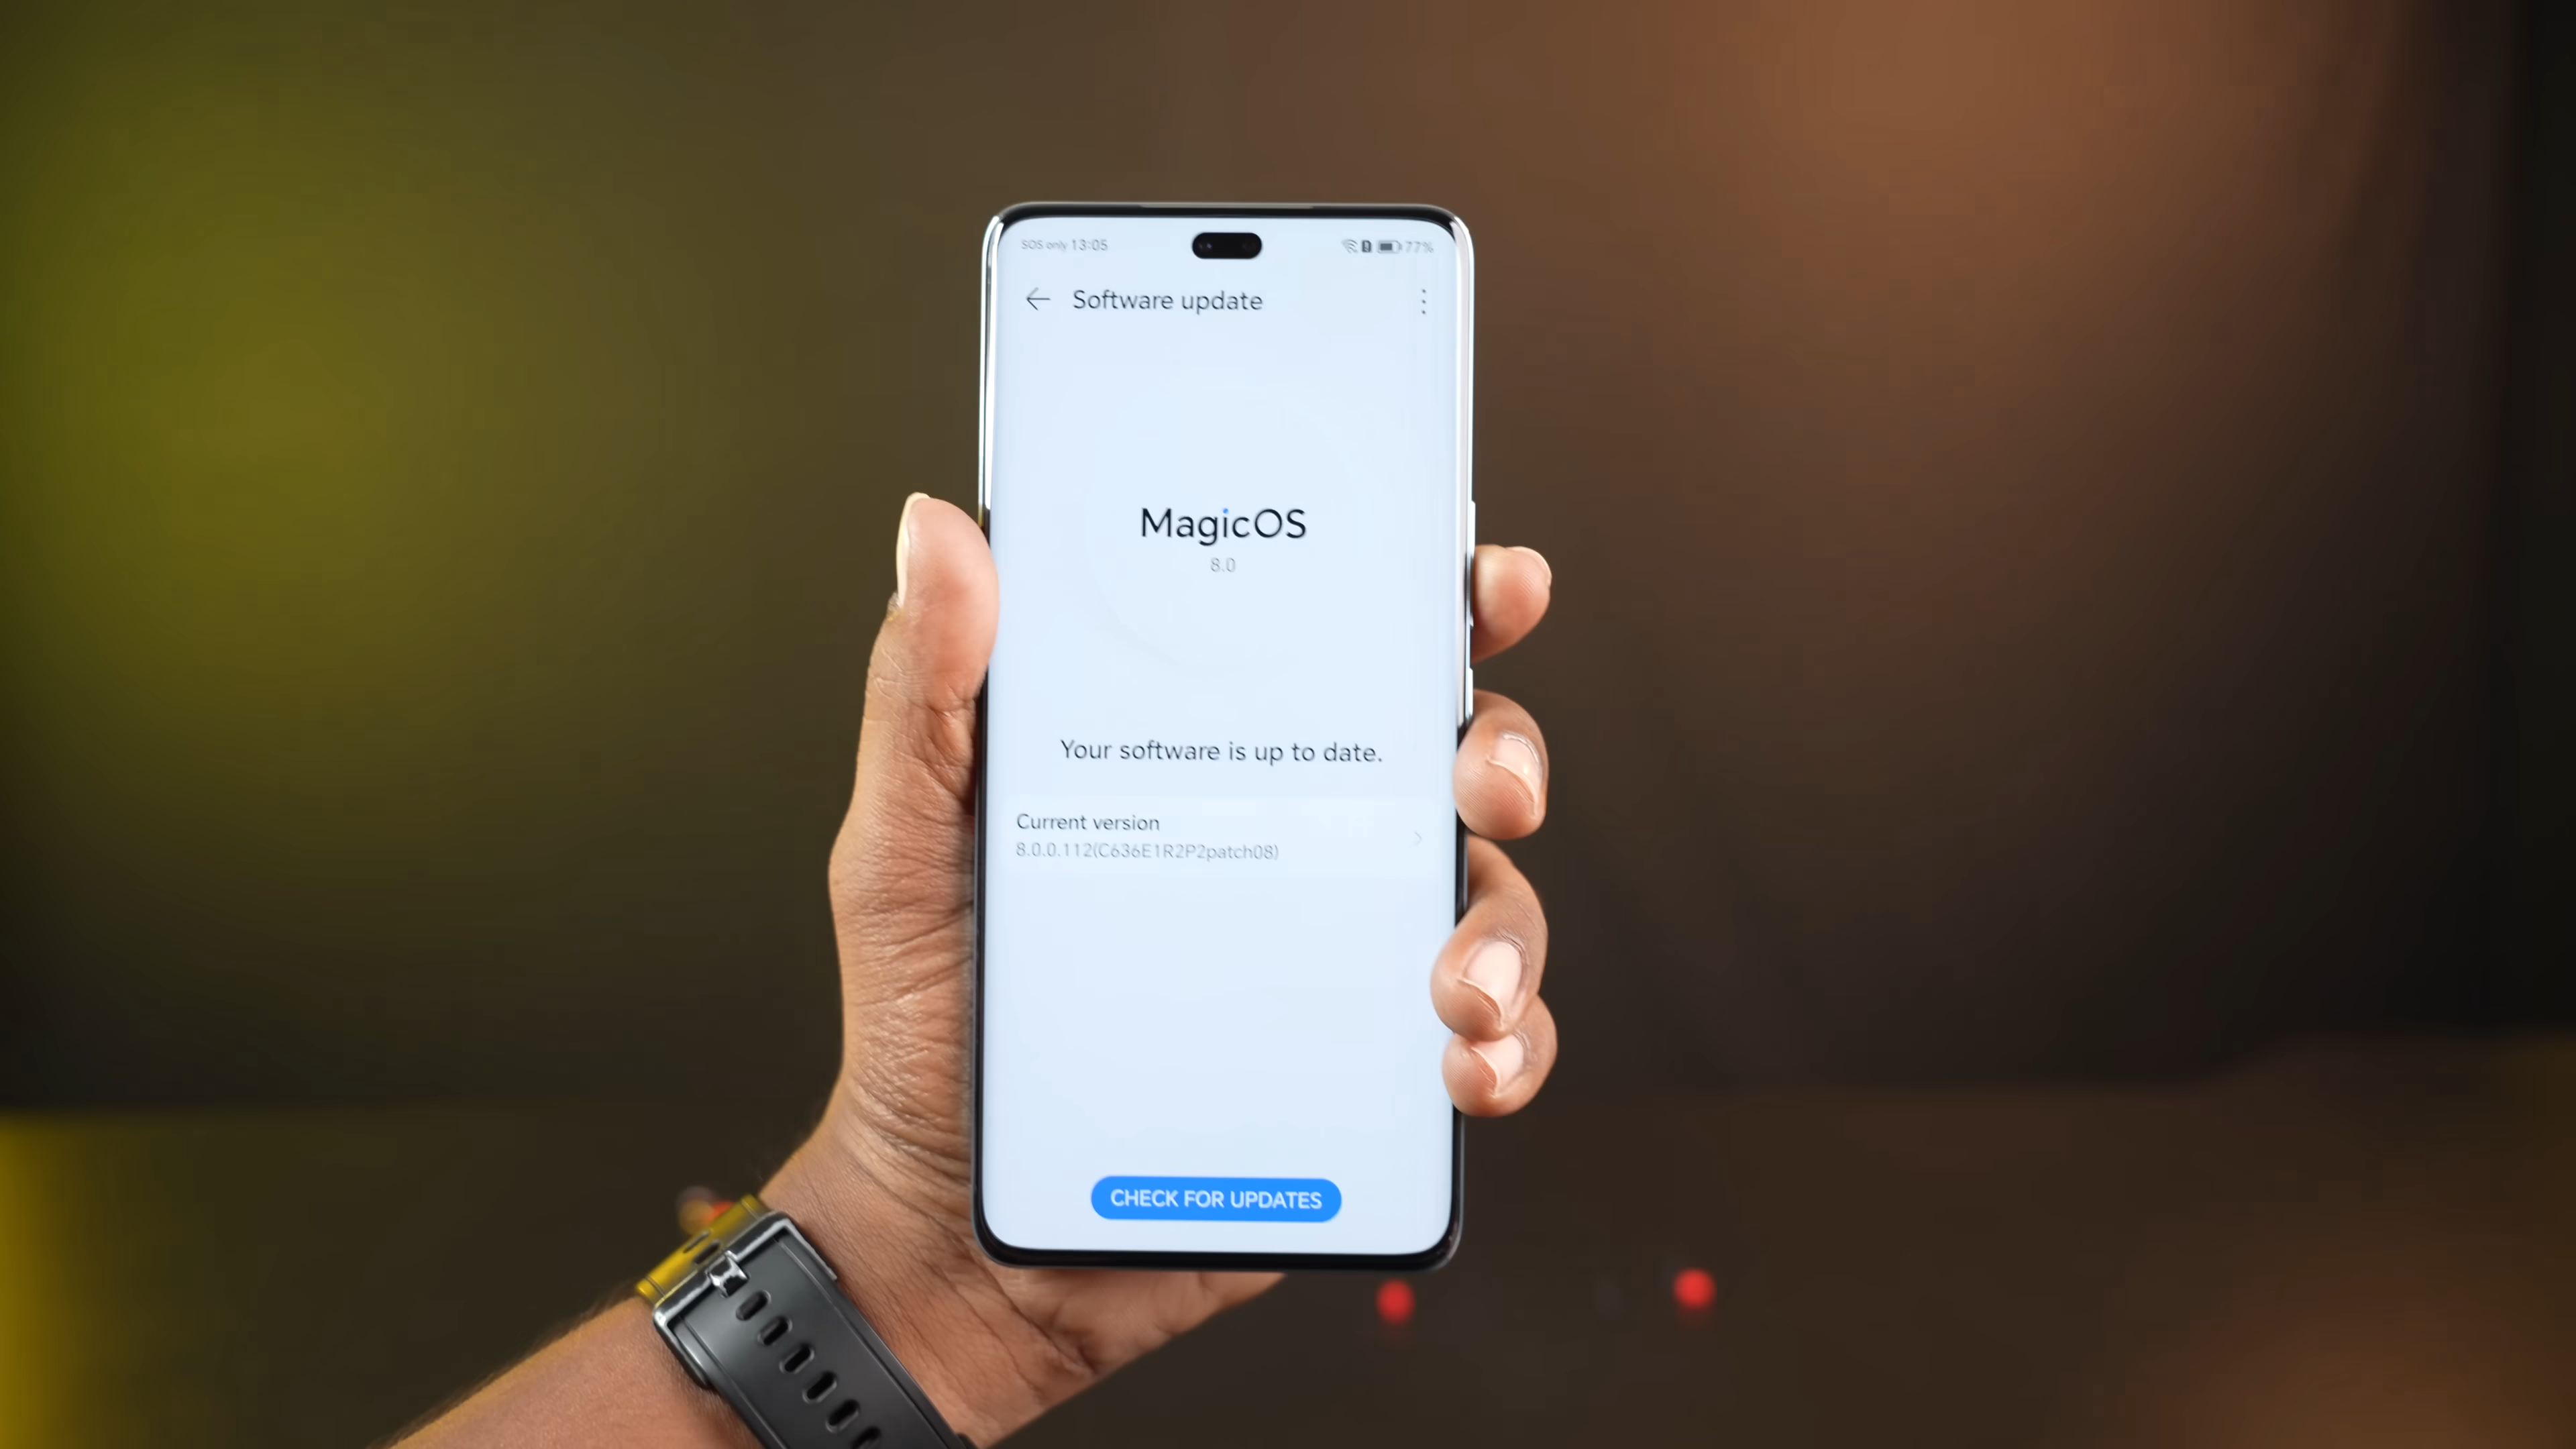 SOS only 13:05
77%
Software update
MagicOS
8.0
Your software is up to date.
Current version
8.0.0.112(C636E1R2P2patch08)
CHECK FOR UPDATES